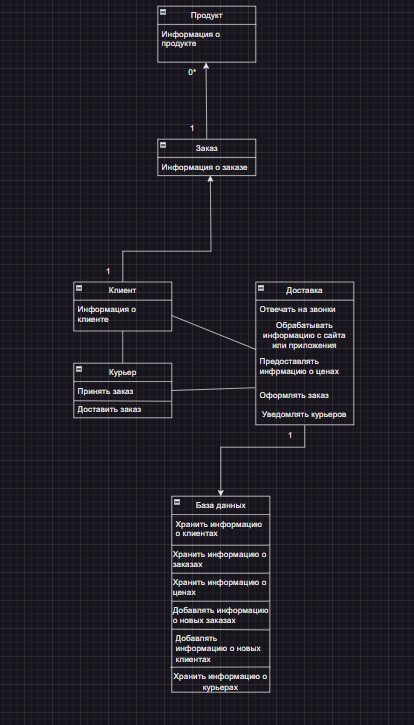 Продукт
Информация о
продукте
0*
1
Заказ
Информация о заказе
1
Клиент
Информация о
клиенте
Доставка
Отвечать на звонки
Обрабатывать
информацию с сайта
или приложения
Предоставлять
инфрмацию о ценах
Оформлять заказ
Уведомлять курьеров
Курьер
Принять заказ
Доставить заказ
1
База данных
Хранить информацию
о клиентах
Хранить информацию о
заказах
Хранить информацию о
ценах
Добавлять информацию
о новых заказах
Добавлять
информацию о новых
клиентах
Хранить информацию о
курьерах